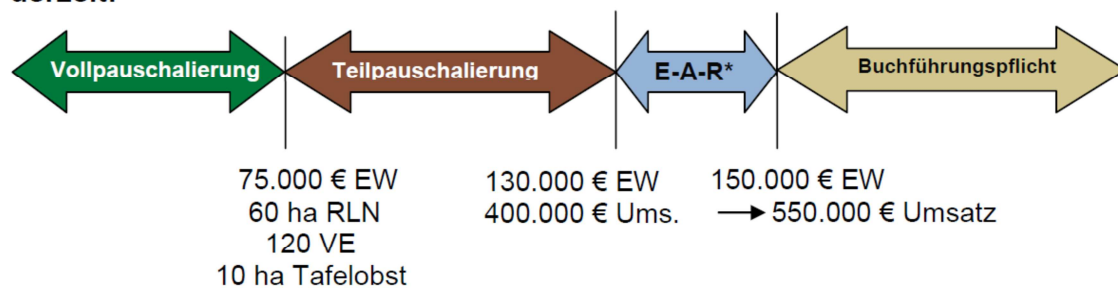 derzeit:
Vollpauschalierung Teilpauschalierung E-A-R* Buchführungspflicht
75.000 € EW 130.000 € EW 150.000 € EW
60 ha RLN 400.000 € Ums. → 550.000 € Umsatz
120 VE
10 ha Tafelobst